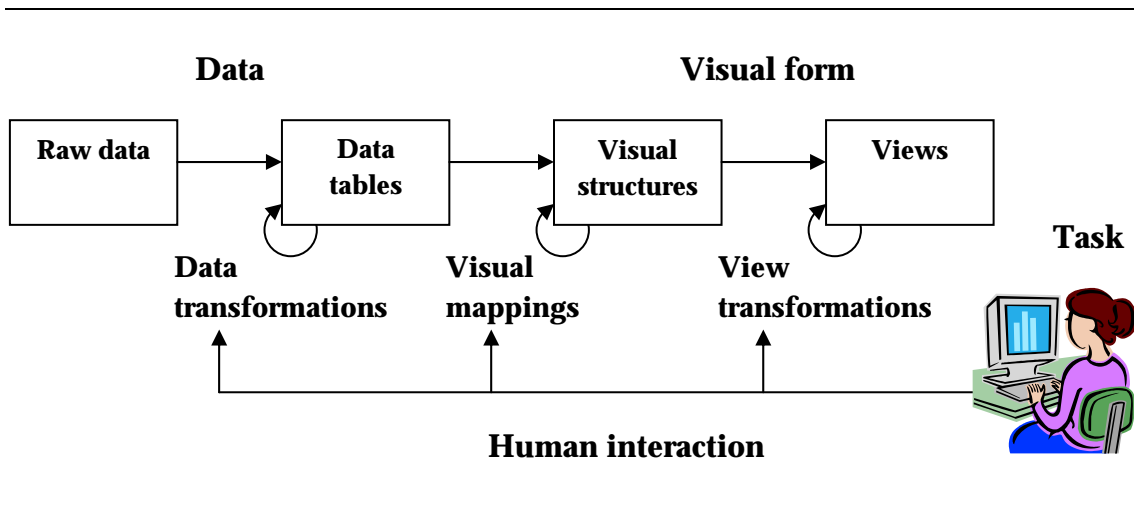 Data
Visual form
Raw data
Data
tables
Visual
structures
Views
Task
Data
transformations
Visual
mappings
View
transformations
Human interaction